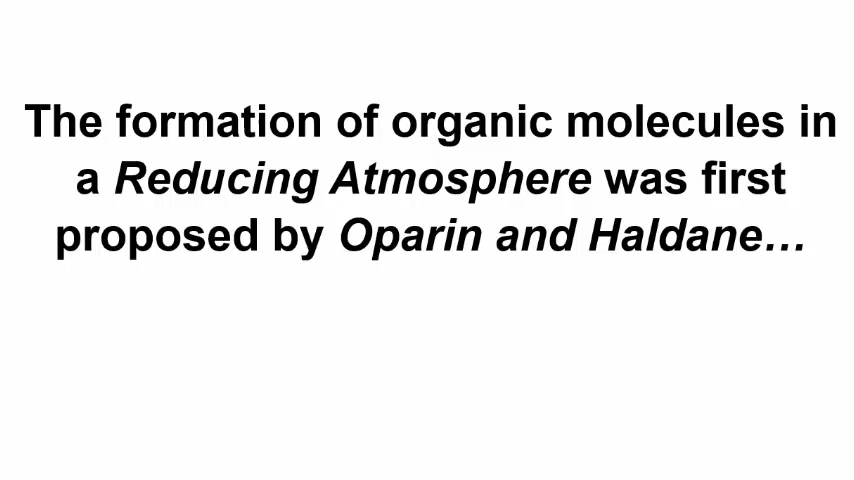 The formation of organic molecules in
a Reducing Atmosphere was first
proposed by Oparin and Haldane…